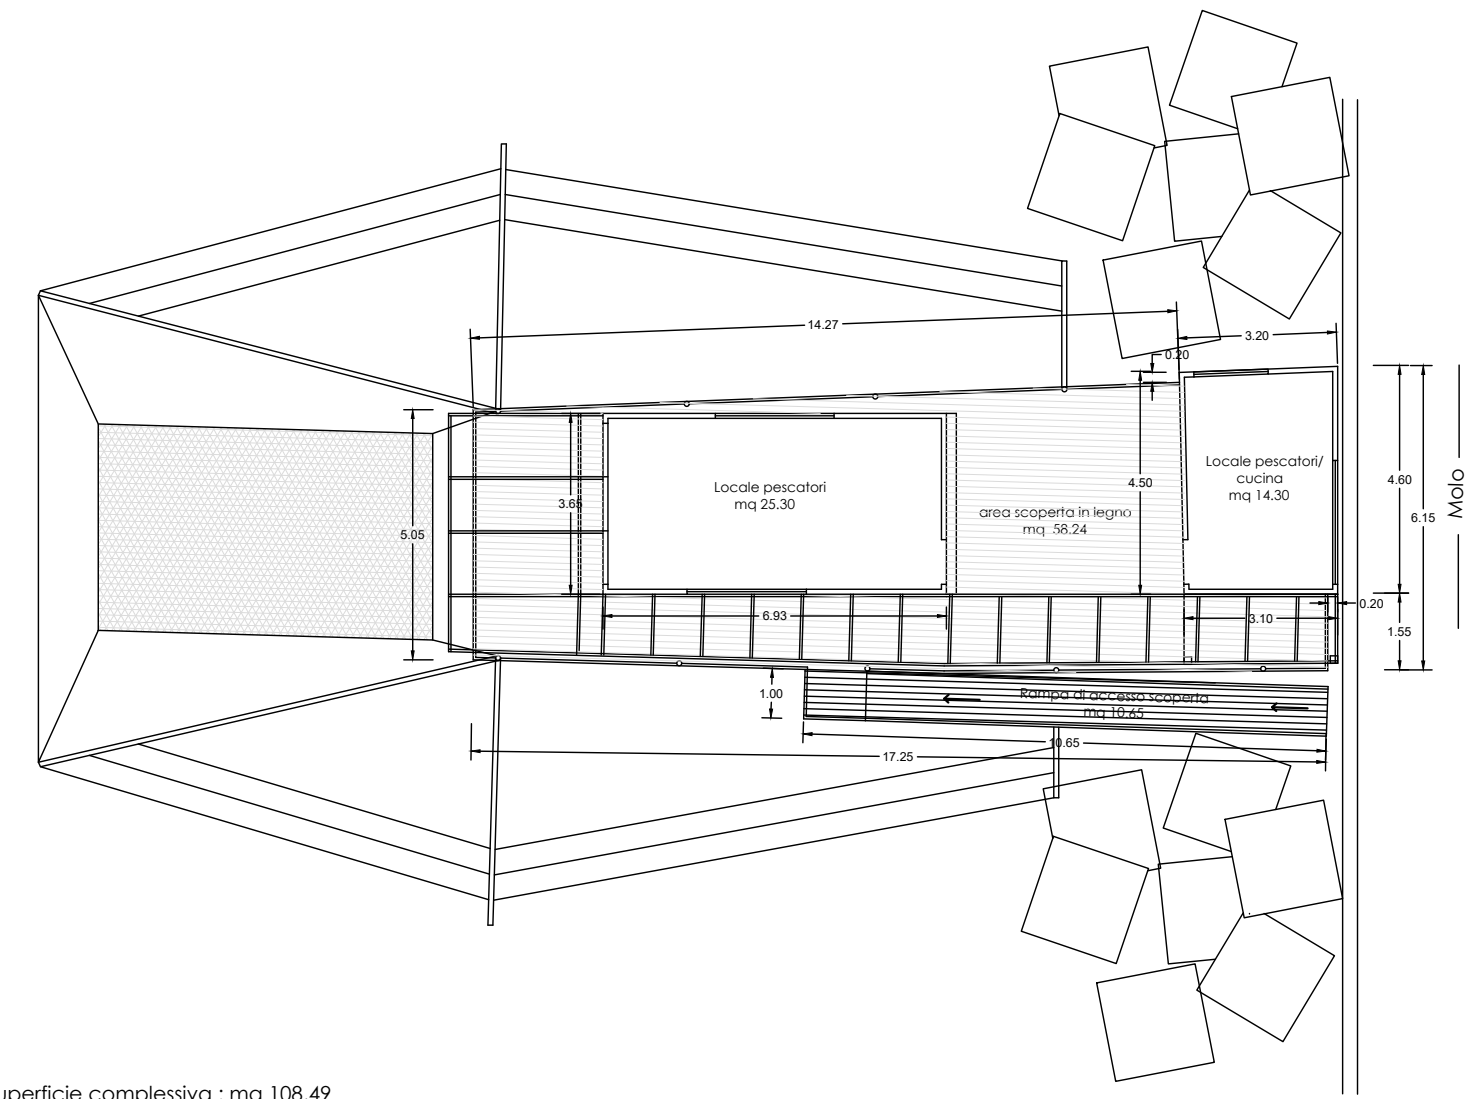 14.27
3.20
0.20
Locale pescatori/
cucina
mq 14.30
4.60
Molo
Locale pescatori
mq 25.30
4.50
3.65
area scoperta in legno
mq 58.24
6.15
5.05
6.93
3.10
0.20
1.55
1.00
Rampa di accesso scoperta
mq 10.65
10.65
17.25
uperficie complessiva : mq 108.49